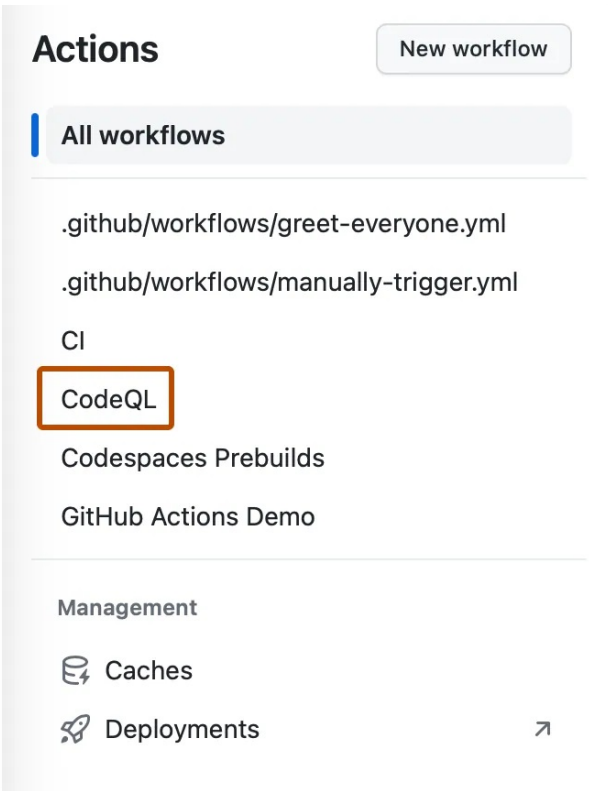 Actions
New workflow
All workflows
.github/workflows/greet-everyone.yml
.github/workflows/manually-trigger.yml
CI
CodeQL
Codespaces Prebuilds
GitHub Actions Demo
Management
Caches
Deployments